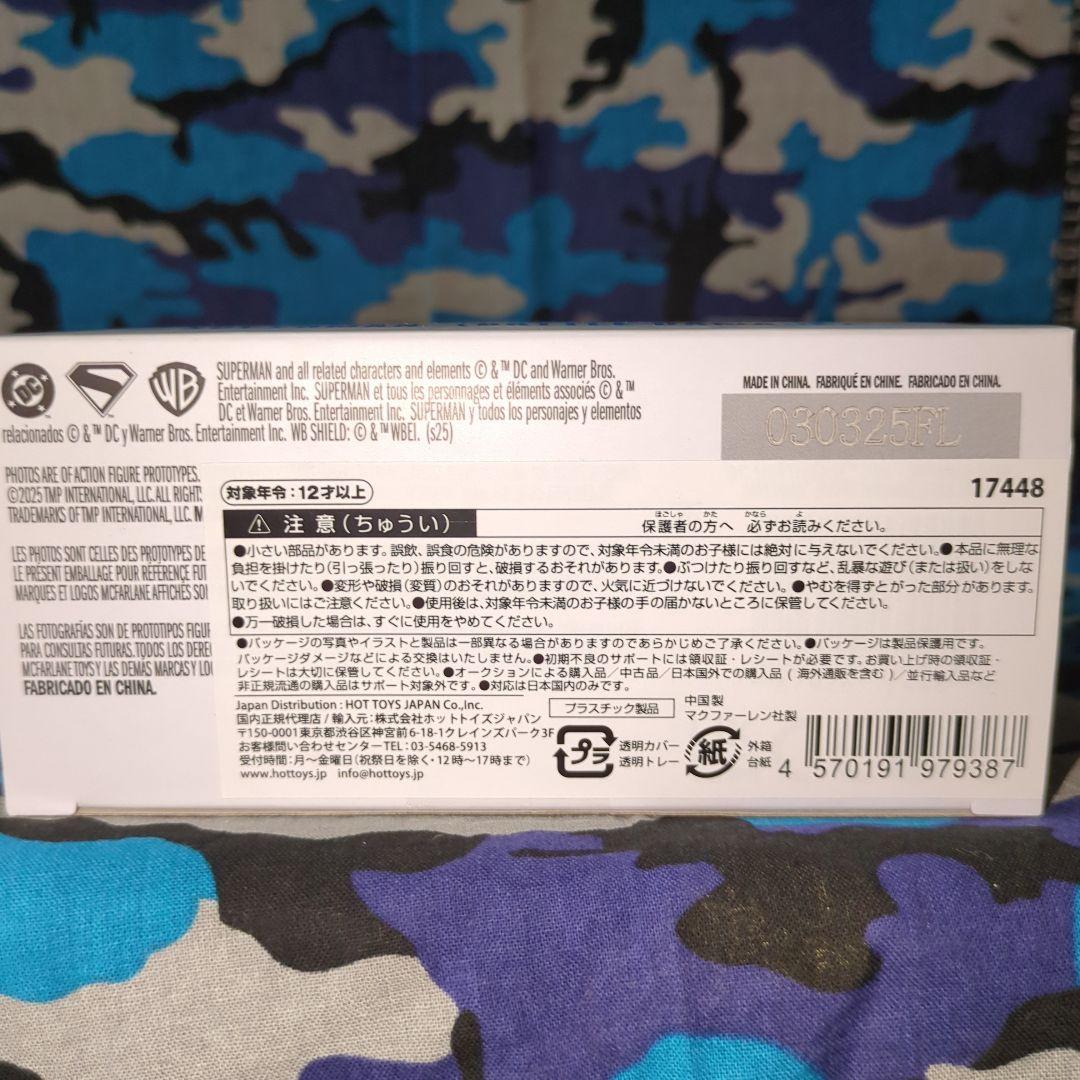 DC
S
WB
SUPERMAN and all related characters and elements © & ™ DC and Warner Bros.
Entertainment Inc. SUPERMAN et tous les personnages et éléments associés © & ™
DC et Warner Bros. Entertainment Inc. SUPERMAN y todos los personajes y elementos
relacionados © & ™ DC y Warner Bros. Entertainment Inc. WB SHIELD: © & ™ WBEI. (s25)
MADE IN CHINA. FABRIQUÉ EN CHINE. FABRICADO EN CHINA.
030325FL
PHOTOS ARE OF ACTION FIGURE PROTOTYPES.
©2025 TMP INTERNATIONAL, LLC. ALL RIGHT
TRADEMARKS OF TMP INTERNATIONAL, LLC.
LES PHOTOS SONT CELLES DES PROTOTYPES DE
LE PRÉSENT EMBALLAGE POUR RÉFÉRENCE FUT
MARQUES ET LOGOS MCFARLANE AFFICHÉS SO
LAS FOTOGRAFÍAS SON DE PROTOTIPOS FIGU
PARA CONSULTAS FUTURAS. TODOS LOS DERE
MCFARLANE TOYS Y LAS DEMAS MARCAS Y LO
FABRICADO EN CHINA.
対象年令：12才以上
17448
⚠ 注 意（ちゅうい）
保護者の方へ 必ずお読みください。
ほごしゃ かた かなら よ
●小さい部品があります。誤飲、誤食の危険がありますので、対象年令未満のお子様には絶対に与えないでください。●本品に無理な
負担を掛けたり（引っ張ったり）振り回すと、破損するおそれがあります。●ぶつけたり振り回すなど、乱暴な遊び（または扱い）をしな
いでください。●変形や破損（変質）のおそれがありますので、火気に近づけないでください。●やむを得ずとがった部分があります。
取り扱いにはご注意ください。●使用後は、対象年令未満のお子様の手の届かないところに保管してください。
●万一破損した場合は、すぐに使用をやめてください。
●パッケージの写真やイラストと製品は一部異なる場合がありますのであらかじめご了承ください。●パッケージは製品保護用です。
パッケージダメージなどによる交換はいたしません。●初期不良のサポートには領収証・レシートが必要です。お買い上げ時の領収証・
レシートは大切に保管してください。●オークションによる購入品／中古品／日本国外での購入品（海外通販を含む）／並行輸入品など
非正規流通の購入品はサポート対象外です。●対応は日本国内のみです。
Japan Distribution : HOT TOYS JAPAN Co.,Inc.
国内正規代理店 / 輸入元：株式会社ホットトイズジャパン
〒150-0001 東京都渋谷区神宮前6-18-1クレインズパーク3F
お客様問い合わせセンター TEL：03-5468-5913
受付時間：月～金曜日（祝祭日を除く・12時～17時まで）
www.hottoys.jp info@hottoys.jp
プラスチック製品
中国製
マクファーレン社製
プラ
透明カバー
透明トレー
紙
外箱
台紙
4 570191 979387